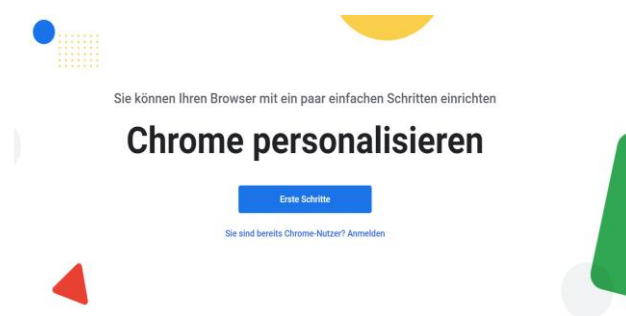 Sie können Ihren Browser mit ein paar einfachen Schritten einrichten
Chrome personalisieren
Erste Schritte
Sie sind bereits Chrome-Nutzer? Anmelden